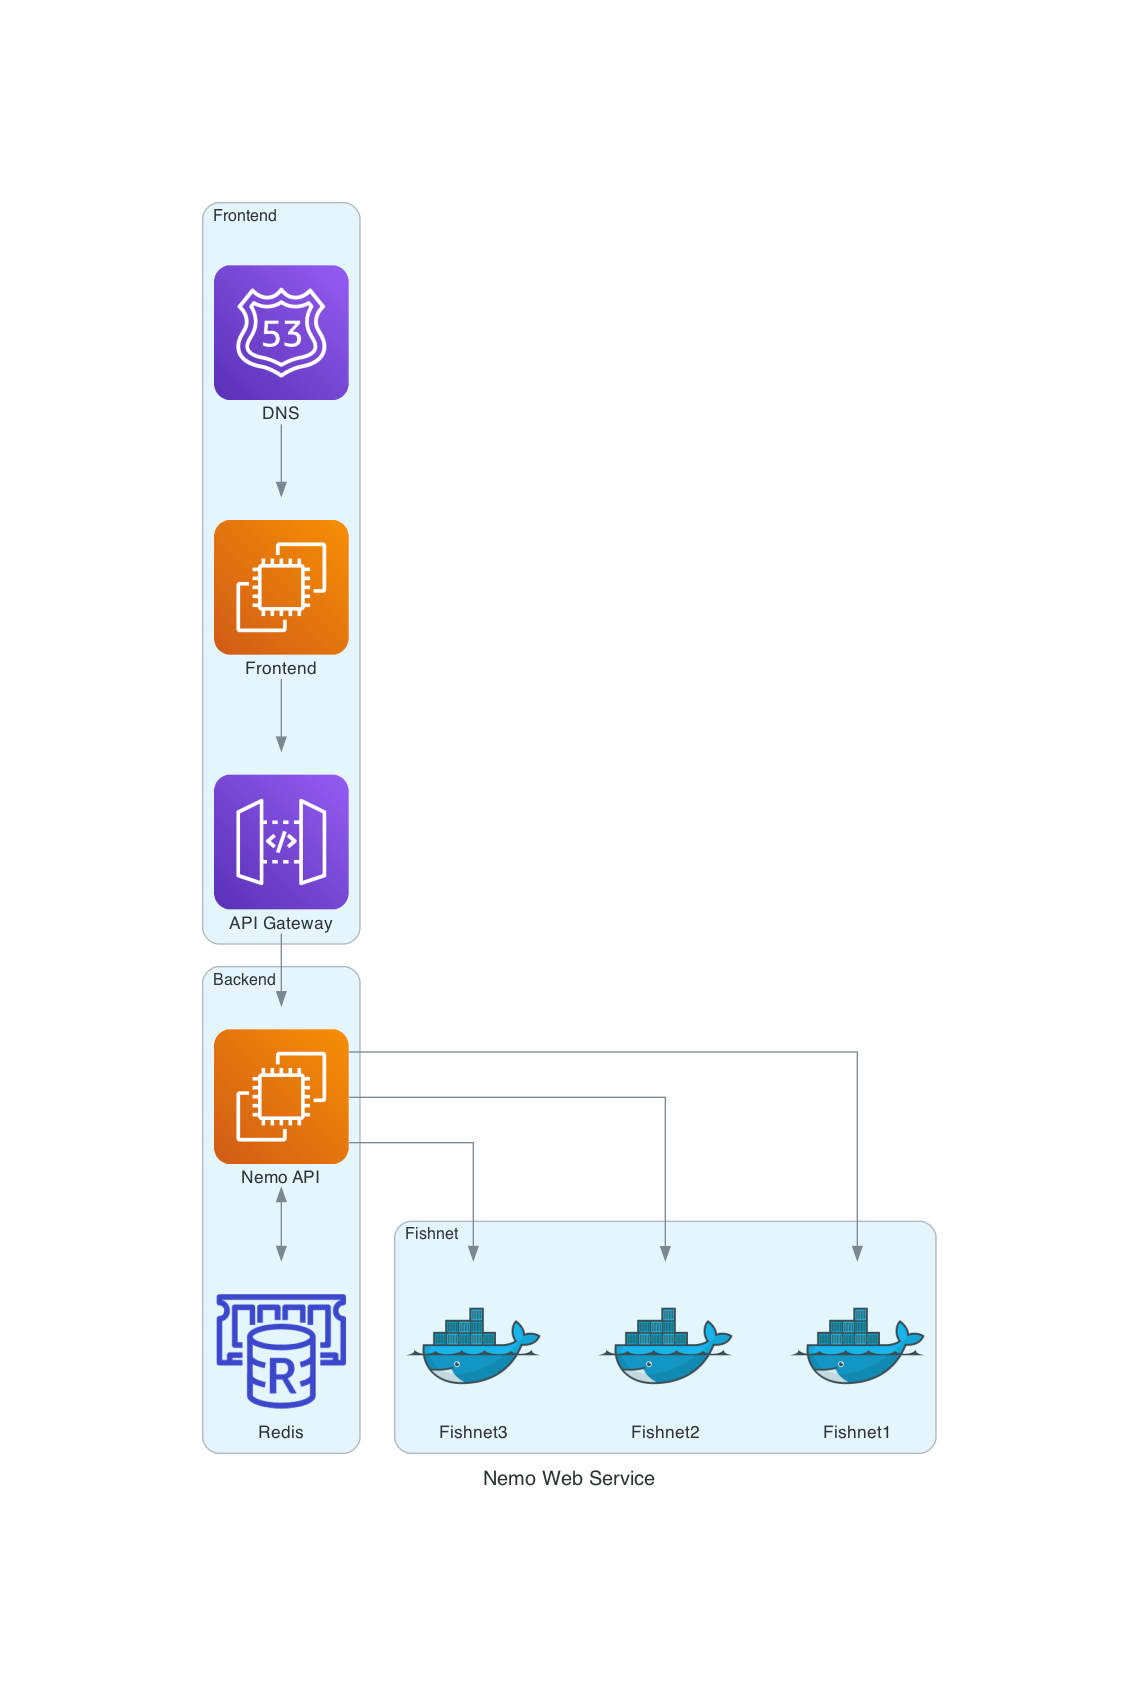 Frontend
53
DNS
Frontend
API Gateway
Backend
Nemo API
Fishnet
R
Redis
Fishnet3
Fishnet2
Fishnet1
Nemo Web Service